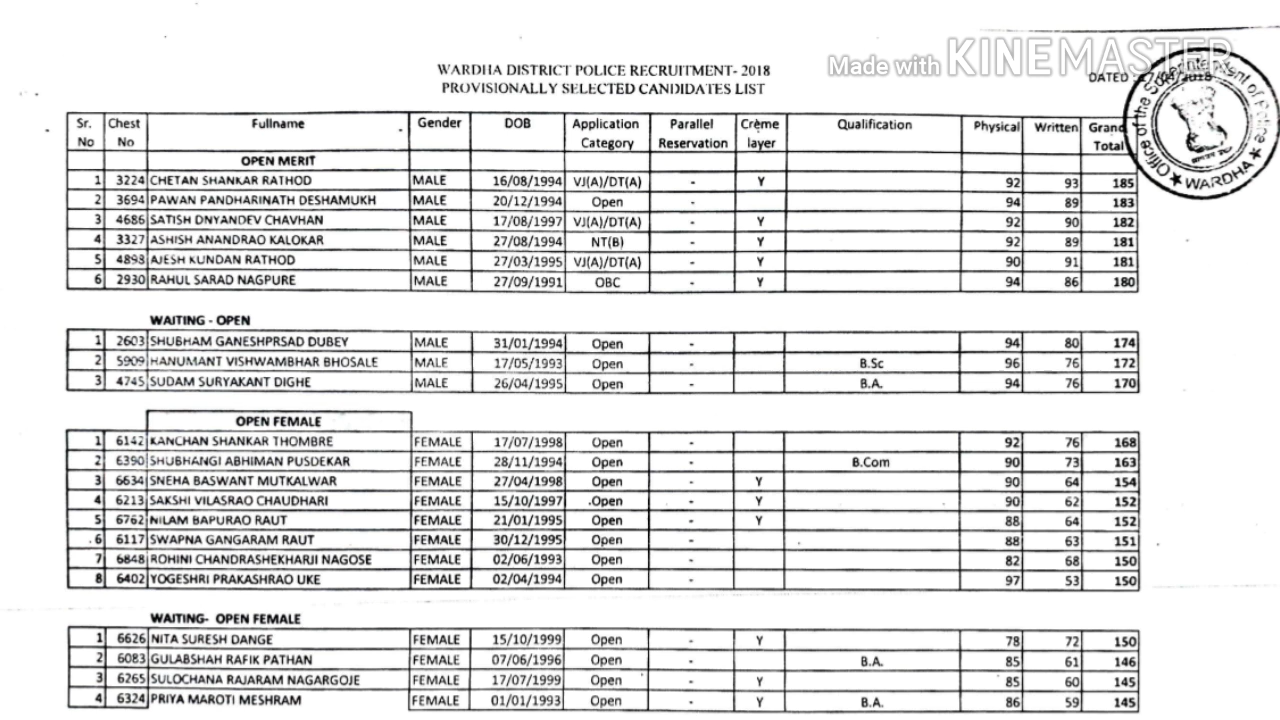 Made with KINEMASTER
WARDHA DISTRICT POLICE RECRUITMENT- 2018
PROVISIONALLY SELECTED CANDIDATES LIST
DATED /04/2018
Office of the Superintendent of Police
★ WARDHA ★
Sr. No Chest No Fullname Gender DOB Application Category Parallel Reservation Crème layer Qualification Physical Written Grand Total
OPEN MERIT
1 3224 CHETAN SHANKAR RATHOD MALE 16/08/1994 VJ(A)/DT(A) - Y 92 93 185
2 3694 PAWAN PANDHARINATH DESHAMUKH MALE 20/12/1994 Open - 94 89 183
3 4686 SATISH DNYANDEV CHAVHAN MALE 17/08/1997 VJ(A)/DT(A) - Y 92 90 182
4 3327 ASHISH ANANDRAO KALOKAR MALE 27/08/1994 NT(B) - Y 92 89 181
5 4898 AJESH KUNDAN RATHOD MALE 27/03/1995 VJ(A)/DT(A) - Y 90 91 181
6 2930 RAHUL SARAD NAGPURE MALE 27/09/1991 OBC - Y 94 86 180
WAITING - OPEN
1 2603 SHUBHAM GANESHPRSAD DUBEY MALE 31/01/1994 Open - 94 80 174
2 5909 HANUMANT VISHWAMBHAR BHOSALE MALE 17/05/1993 Open - B.Sc 96 76 172
3 4745 SUDAM SURYAKANT DIGHE MALE 26/04/1995 Open - B.A. 94 76 170
OPEN FEMALE
1 6142 KANCHAN SHANKAR THOMBRE FEMALE 17/07/1998 Open - 92 76 168
2 6390 SHUBHANGI ABHIMAN PUSDEKAR FEMALE 28/11/1994 Open - B.Com 90 73 163
3 6634 SNEHA BASWANT MUTKALWAR FEMALE 27/04/1998 Open - Y 90 64 154
4 6213 SAKSHI VILASRAO CHAUDHARI FEMALE 15/10/1997 Open - Y 90 62 152
5 6762 NILAM BAPURAO RAUT FEMALE 21/01/1995 Open - Y 88 64 152
6 6117 SWAPNA GANGARAM RAUT FEMALE 30/12/1995 Open - 88 63 151
7 6848 ROHINI CHANDRASHEKHARJI NAGOSE FEMALE 02/06/1993 Open - 82 68 150
8 6402 YOGESHRI PRAKASHRAO UKE FEMALE 02/04/1994 Open - 97 53 150
WAITING- OPEN FEMALE
1 6626 NITA SURESH DANGE FEMALE 15/10/1999 Open - Y 78 72 150
2 6083 GULABSHAH RAFIK PATHAN FEMALE 07/06/1996 Open - B.A. 85 61 146
3 6265 SULOCHANA RAJARAM NAGARGOJE FEMALE 17/07/1999 Open - Y 85 60 145
4 6324 PRIYA MAROTI MESHRAM FEMALE 01/01/1993 Open - Y B.A. 86 59 145